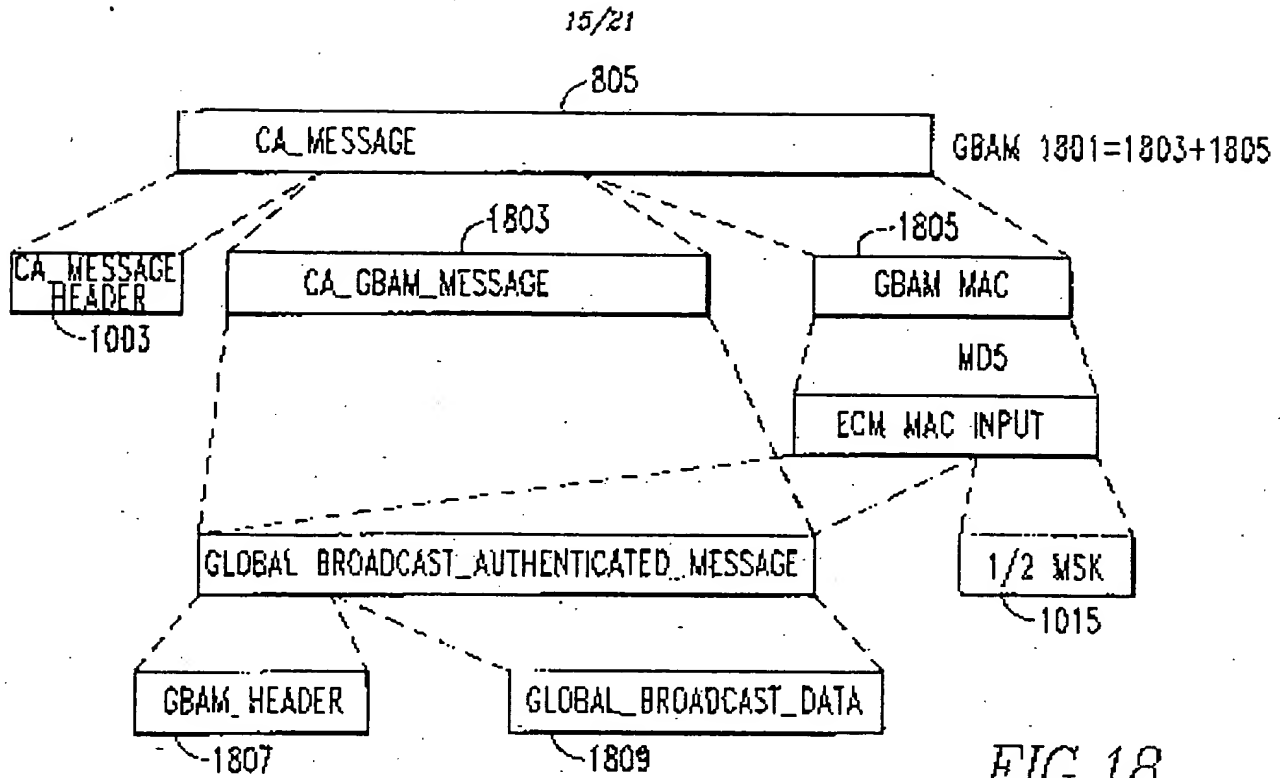 15/21
805
CA_MESSAGE
GBAM 1801=1803+1805
1803
1805
CA_MESSAGE
HEADER
CA_GBAM_MESSAGE
GBAM MAC
1003
MD5
ECM MAC INPUT
GLOBAL BROADCAST_AUTHENTICATED_MESSAGE
1/2 MSK
1015
GBAM_HEADER
GLOBAL_BROADCAST_DATA
1807
1809
FIG 18